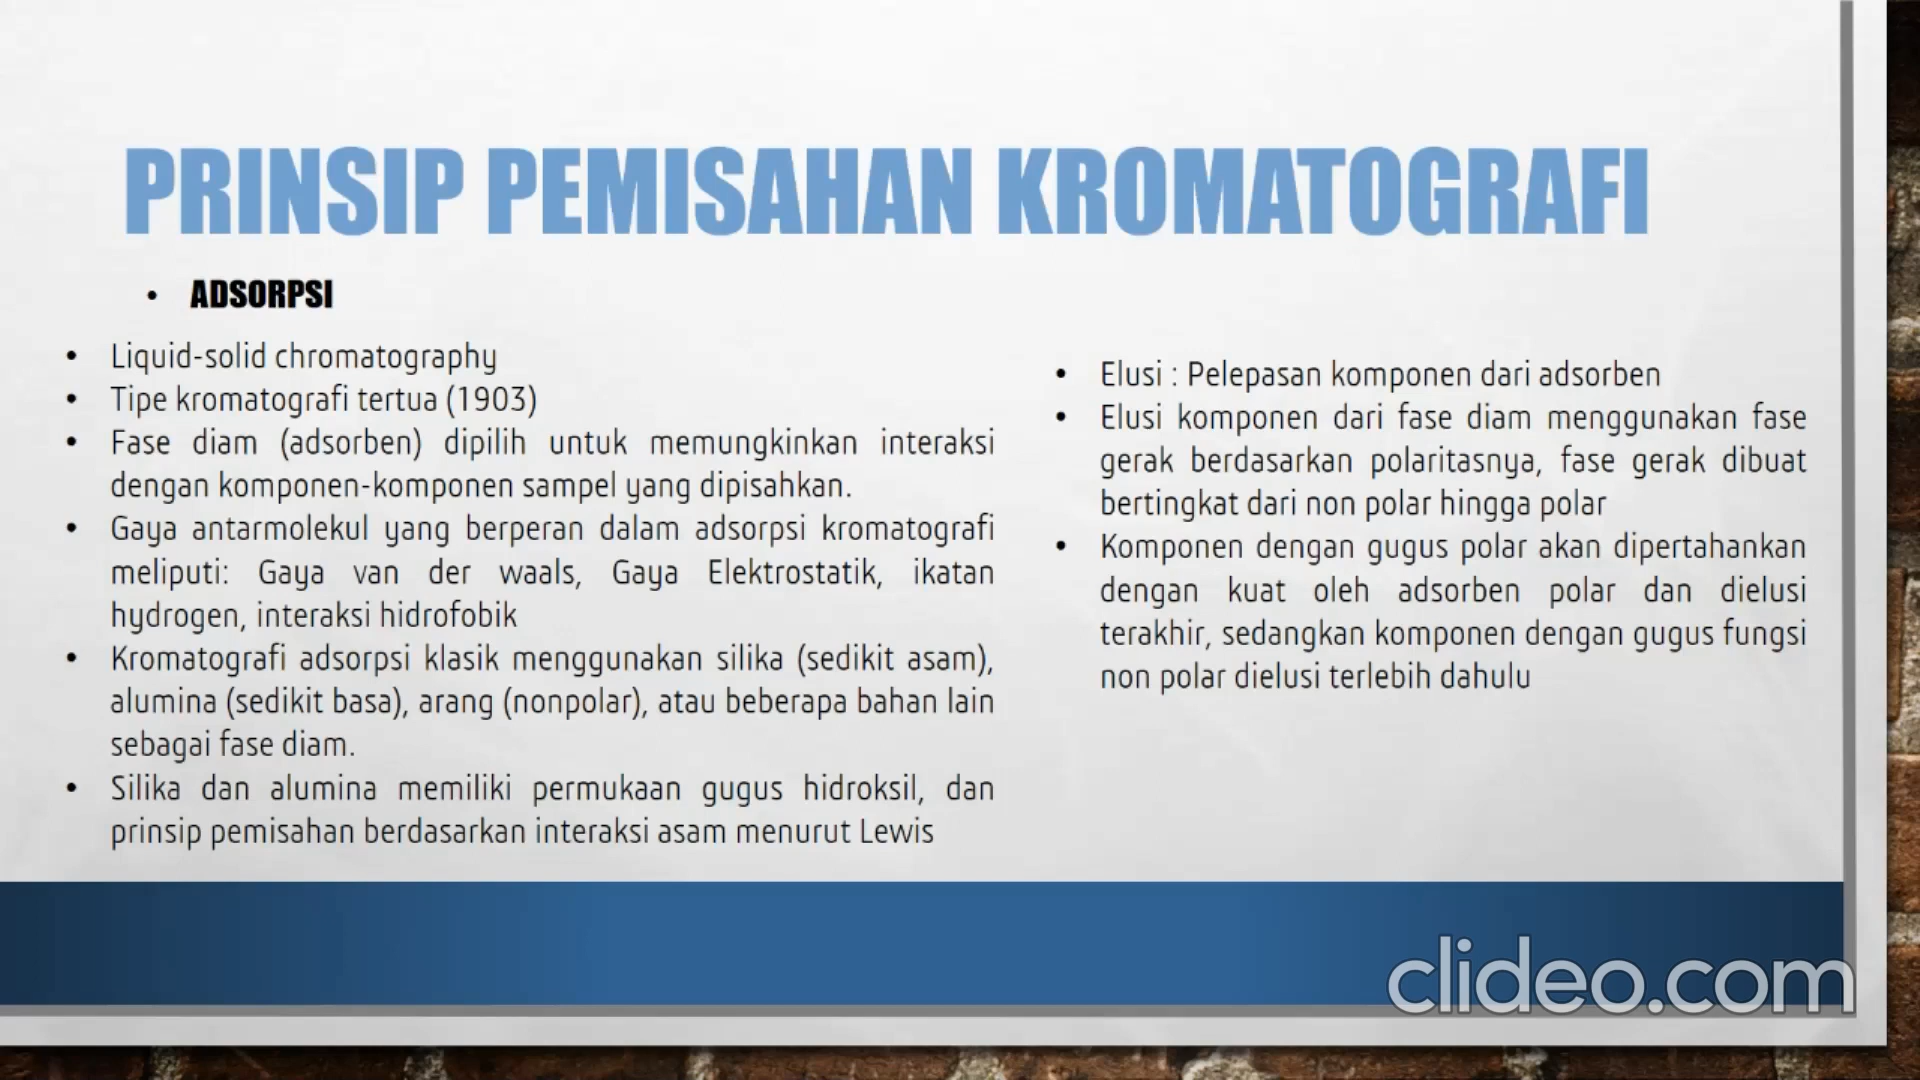 PRINSIP PEMISAHAN KROMATOGRAFI
• ADSORPSI
• Liquid-solid chromatography
• Tipe kromatografi tertua (1903)
• Fase diam (adsorben) dipilih untuk memungkinkan interaksi
dengan komponen-komponen sampel yang dipisahkan.
• Gaya antarmolekul yang berperan dalam adsorpsi kromatografi
meliputi: Gaya van der waals, Gaya Elektrostatik, ikatan
hydrogen, interaksi hidrofobik
• Kromatografi adsorpsi klasik menggunakan silika (sedikit asam),
alumina (sedikit basa), arang (nonpolar), atau beberapa bahan lain
sebagai fase diam.
• Silika dan alumina memiliki permukaan gugus hidroksil, dan
prinsip pemisahan berdasarkan interaksi asam menurut Lewis
• Elusi : Pelepasan komponen dari adsorben
• Elusi komponen dari fase diam menggunakan fase
gerak berdasarkan polaritasnya, fase gerak dibuat
bertingkat dari non polar hingga polar
• Komponen dengan gugus polar akan dipertahankan
dengan kuat oleh adsorben polar dan dielusi
terakhir, sedangkan komponen dengan gugus fungsi
non polar dielusi terlebih dahulu
clideo.com